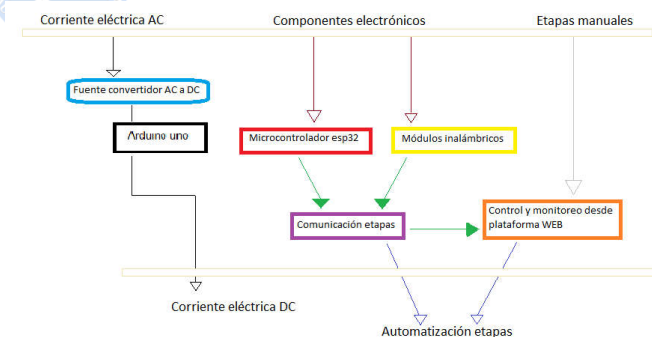 Corriente eléctrica AC
Componentes electrónicos
Etapas manuales
Fuente convertidor AC a DC
Arduino uno
Microcontrolador esp32
Módulos inalámbricos
Comunicación etapas
Control y monitoreo desde
plataforma WEB
Corriente eléctrica DC
Automatización etapas